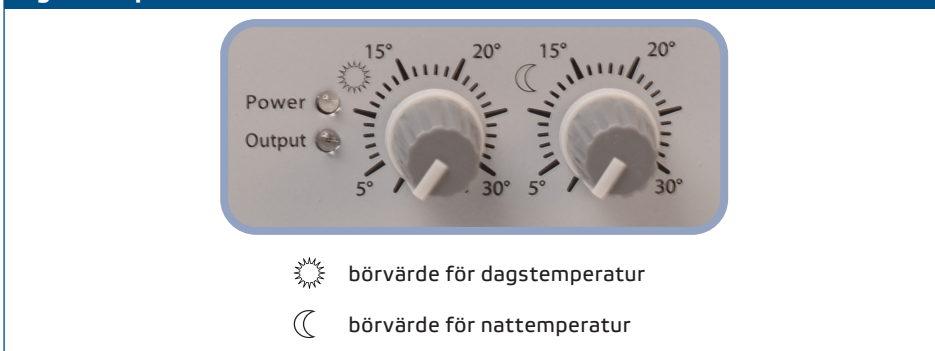 15° 20° 15° 20°
Power
Output
5° 30° 5° 30°
börvärde för dagstemperatur
börvärde för nattemperatur